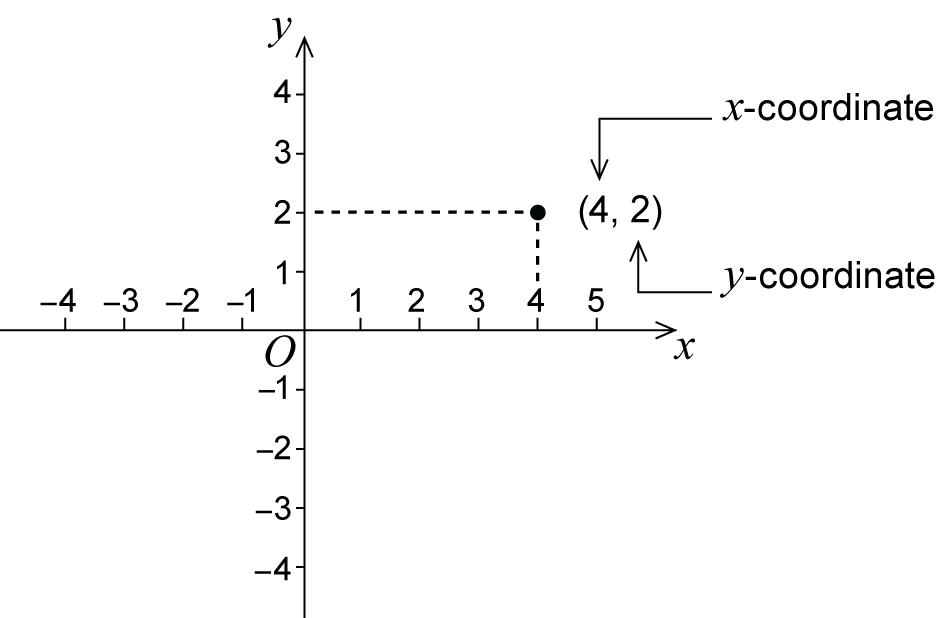 y
4
x-coordinate
3
2
(4, 2)
1
y-coordinate
–4 –3 –2 –1 1 2 3 4 5
O
x
–1
–2
–3
–4